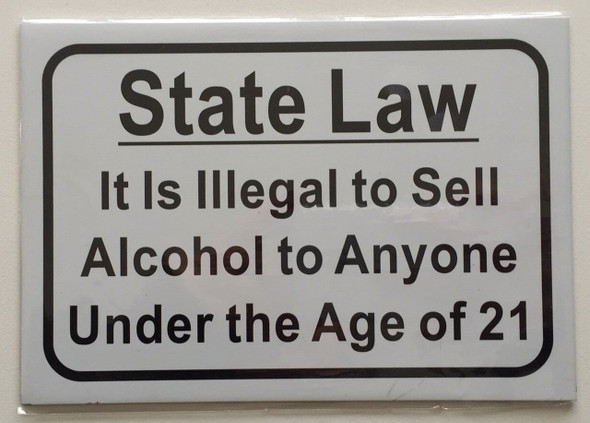 State Law
It Is Illegal to Sell
Alcohol to Anyone
Under the Age of 21